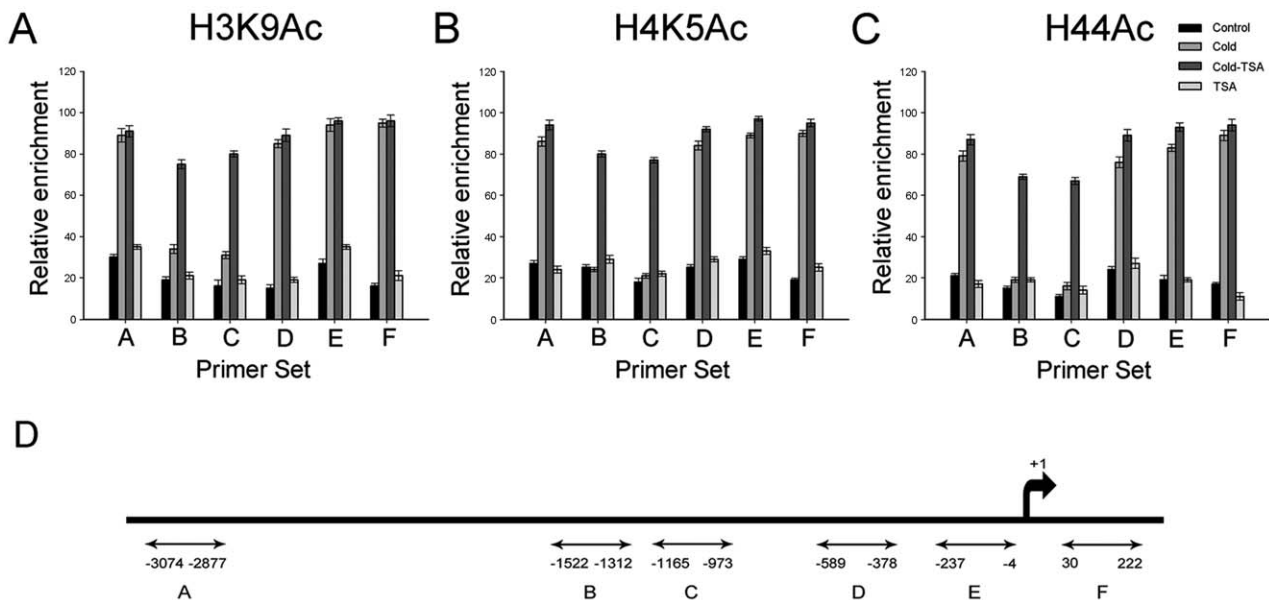 A
H3K9Ac
B
H4K5Ac
C
H44Ac
Control
Cold
Cold-TSA
TSA
Relative enrichment
120
100
80
60
40
20
0
A B C D E F
Primer Set
Relative enrichment
120
100
80
60
40
20
0
A B C D E F
Primer Set
Relative enrichment
120
100
80
60
40
20
0
A B C D E F
Primer Set
D
+1
-3074 -2877 -1522 -1312 -1165 -973 -589 -378 -237 -4 30 222
A B C D E F